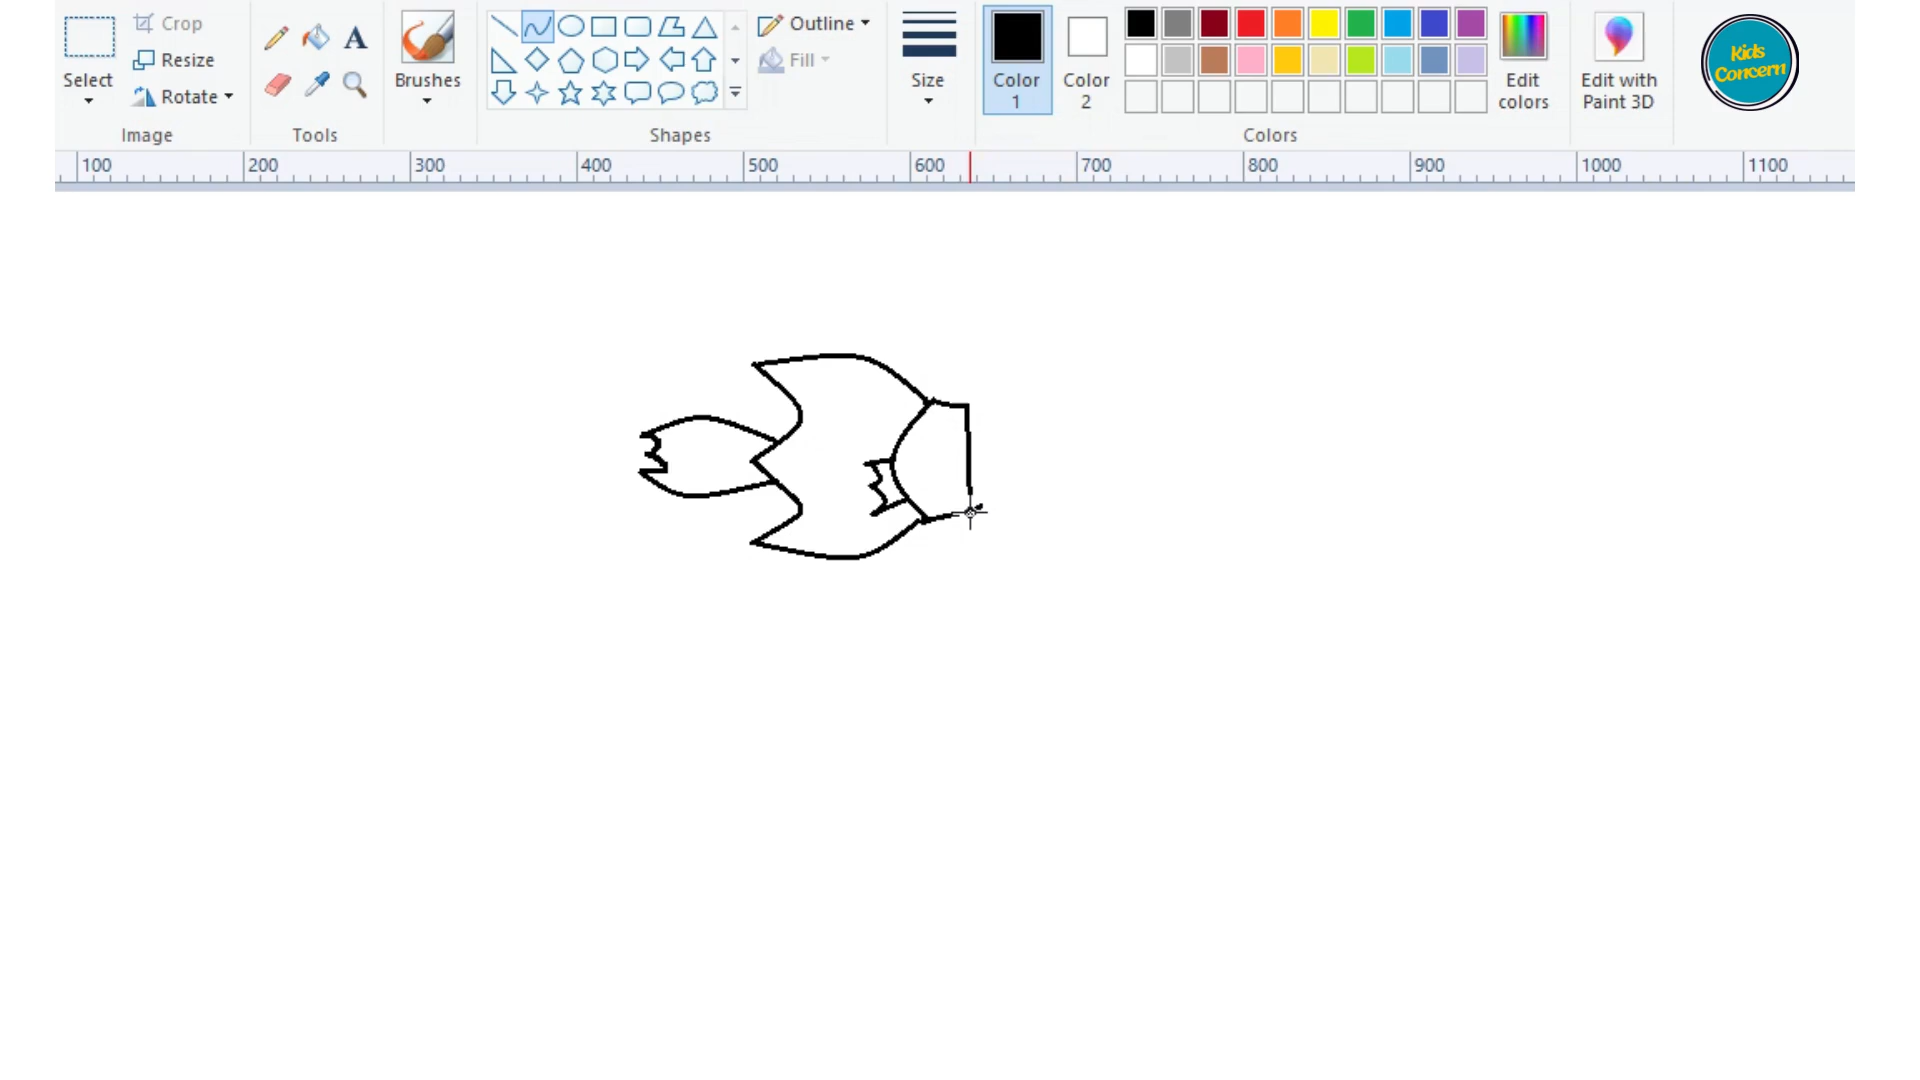 Crop
Resize
Rotate
Select
Image
A
Tools
Brushes
Outline
Fill
Shapes
Size
Color
1
Color
2
Colors
Edit
colors
Edit with
Paint 3D
Kids
Concern
100 200 300 400 500 600 700 800 900 1000 1100